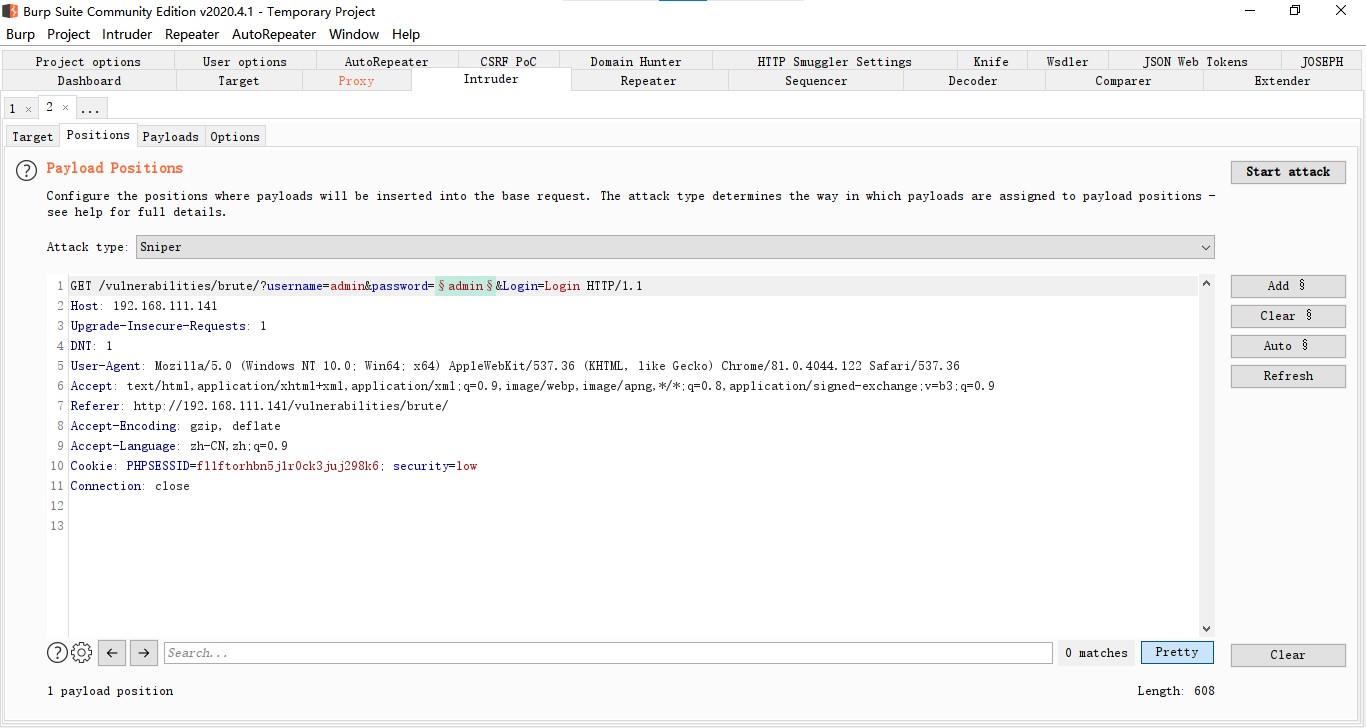 Burp Suite Community Edition v2020.4.1 - Temporary Project
Burp Project Intruder Repeater AutoRepeater Window Help
Project options User options AutoRepeater CSRF PoC Domain Hunter HTTP Smuggler Settings Knife Wsdler JSON Web Tokens JOSEPH
Dashboard Target Proxy Intruder Repeater Sequencer Decoder Comparer Extender
1 × 2 × ...
Target Positions Payloads Options
? Payload Positions
Start attack
Configure the positions where payloads will be inserted into the base request. The attack type determines the way in which payloads are assigned to payload positions –
see help for full details.
Attack type: Sniper
1 GET /vulnerabilities/brute/?username=admin&password=§admin§&Login=Login HTTP/1.1
2 Host: 192.168.111.141
3 Upgrade-Insecure-Requests: 1
4 DNT: 1
5 User-Agent: Mozilla/5.0 (Windows NT 10.0; Win64; x64) AppleWebKit/537.36 (KHTML, like Gecko) Chrome/81.0.4044.122 Safari/537.36
6 Accept: text/html,application/xhtml+xml,application/xml;q=0.9,image/webp,image/apng,*/*;q=0.8,application/signed-exchange;v=b3;q=0.9
7 Referer: http://192.168.111.141/vulnerabilities/brute/
8 Accept-Encoding: gzip, deflate
9 Accept-Language: zh-CN,zh;q=0.9
10 Cookie: PHPSESSID=fl1ftorhbn5j1r0ck3juj298k6; security=low
11 Connection: close
12
13
Add §
Clear §
Auto §
Refresh
? ← → Search... 0 matches Pretty Clear
1 payload position Length: 608